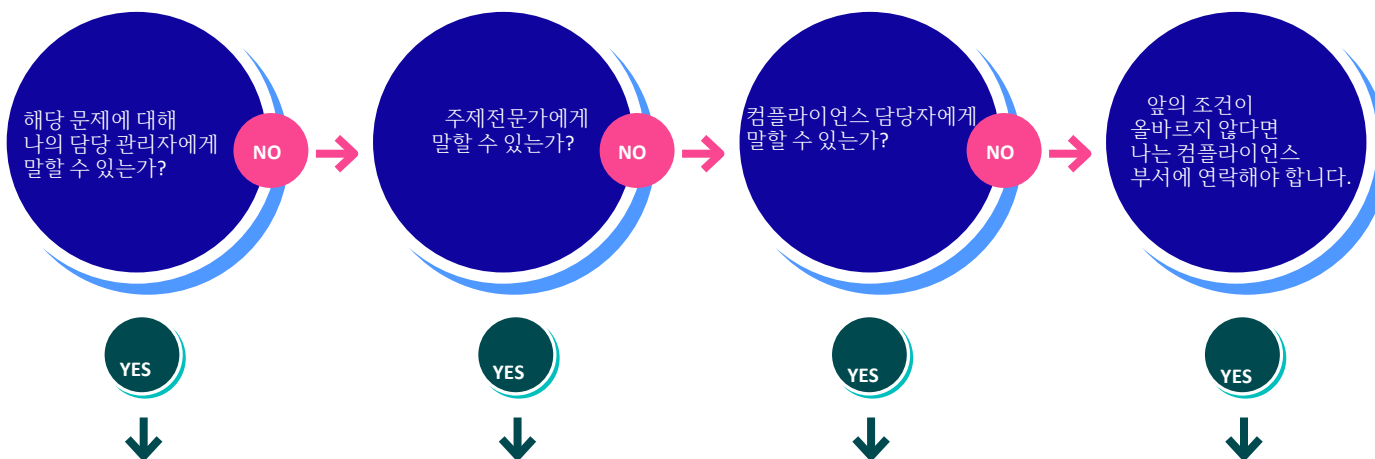 해당 문제에 대해
나의 담당 관리자에게
말할 수 있는가?
NO
주제전문가에게
말할 수 있는가?
NO
컴플라이언스 담당자에게
말할 수 있는가?
NO
앞의 조건이
올바르지 않다면
나는 컴플라이언스
부서에 연락해야 합니다.
YES
YES
YES
YES